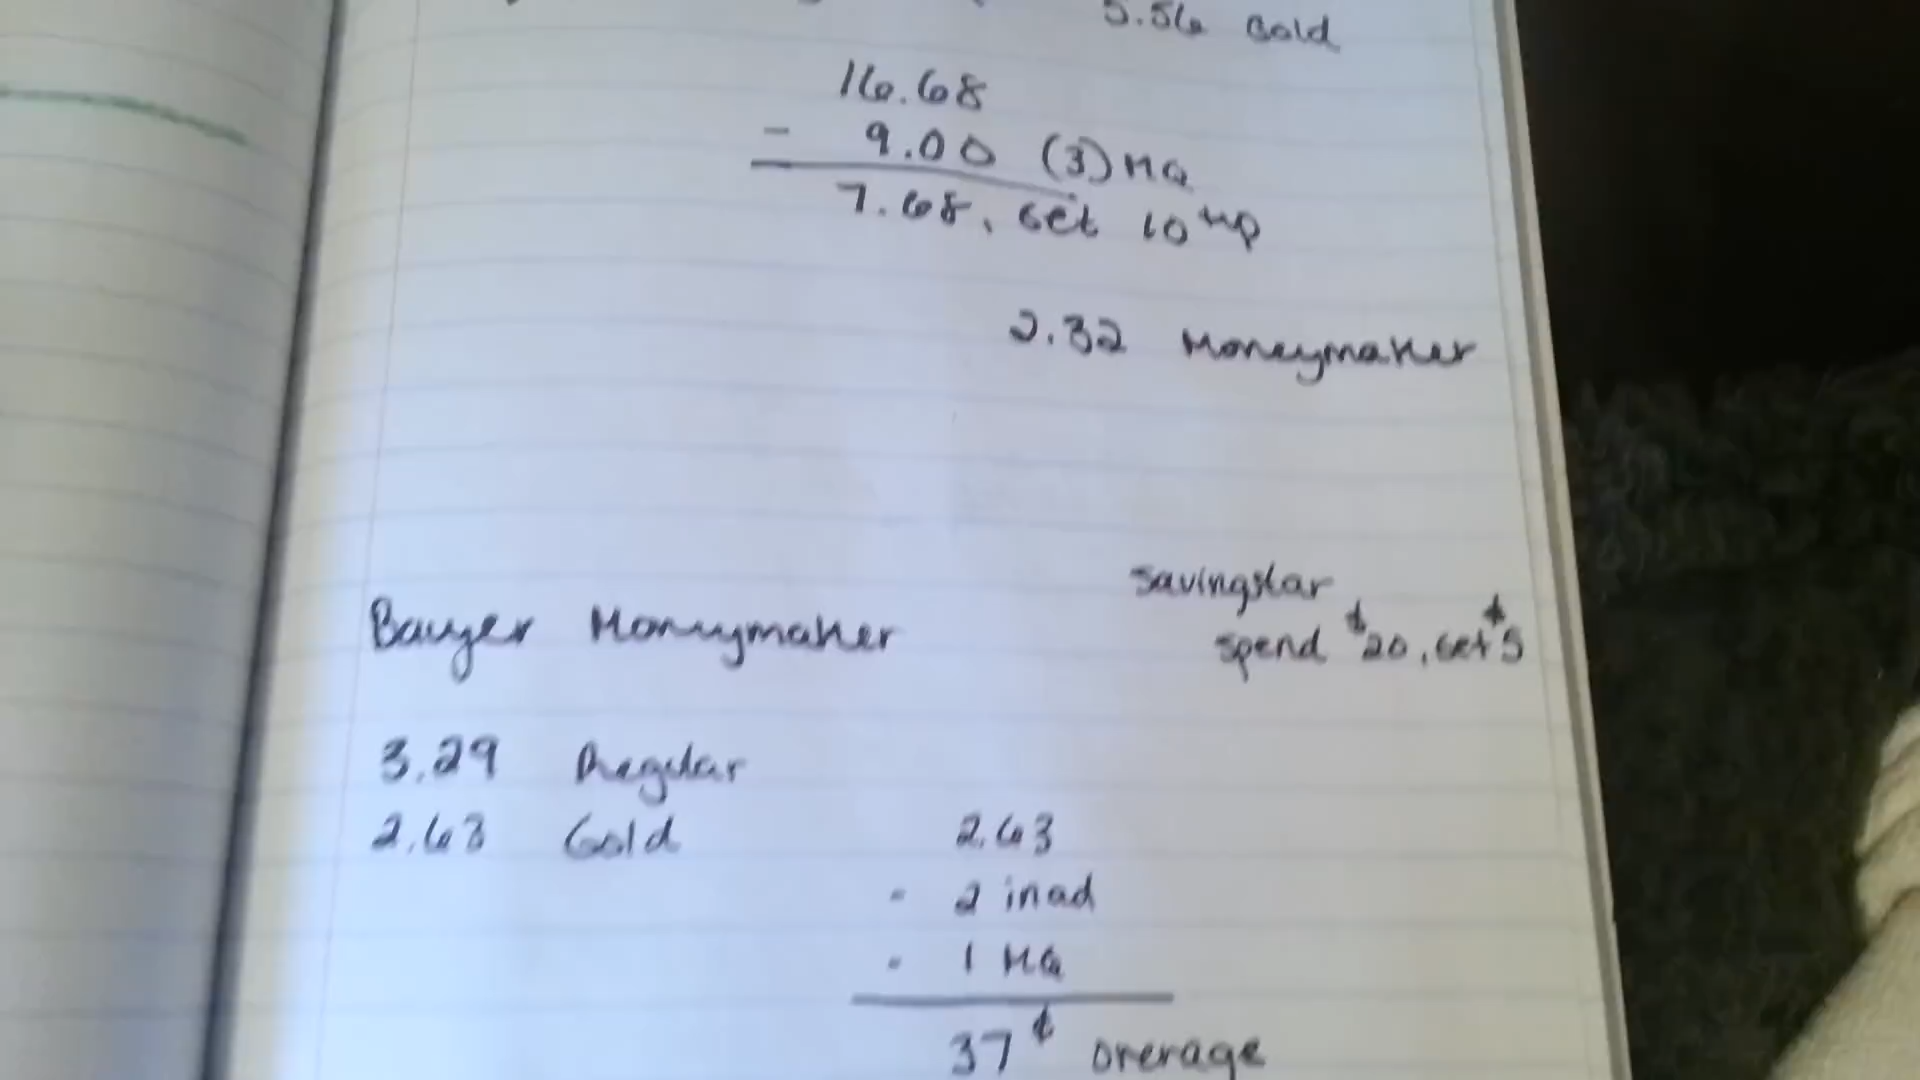 5.56 Gold
16.68
- 9.00 (3) MQ
7.68, Get 10 up
2.32 Moneymaker
Savingstar
spend $20, Get $5
Bayer Moneymaker
3.29 Regular
2.63 Gold
2.63
- 2 inad
- 1 MQ
37¢ overage